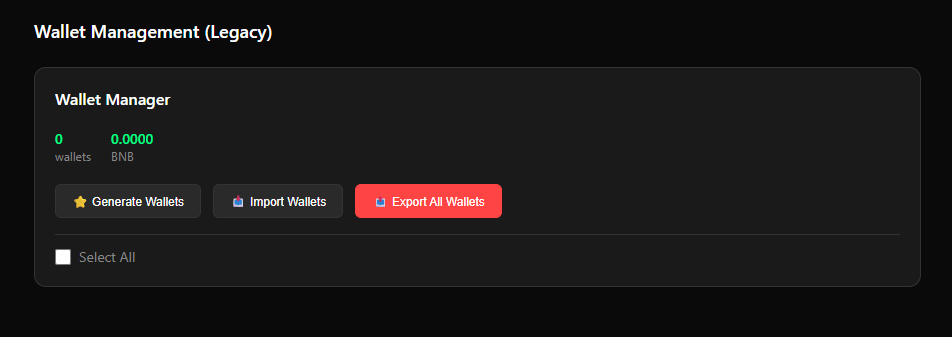 Wallet Management (Legacy)
Wallet Manager
0 0.0000
wallets BNB
Generate Wallets Import Wallets Export All Wallets
Select All